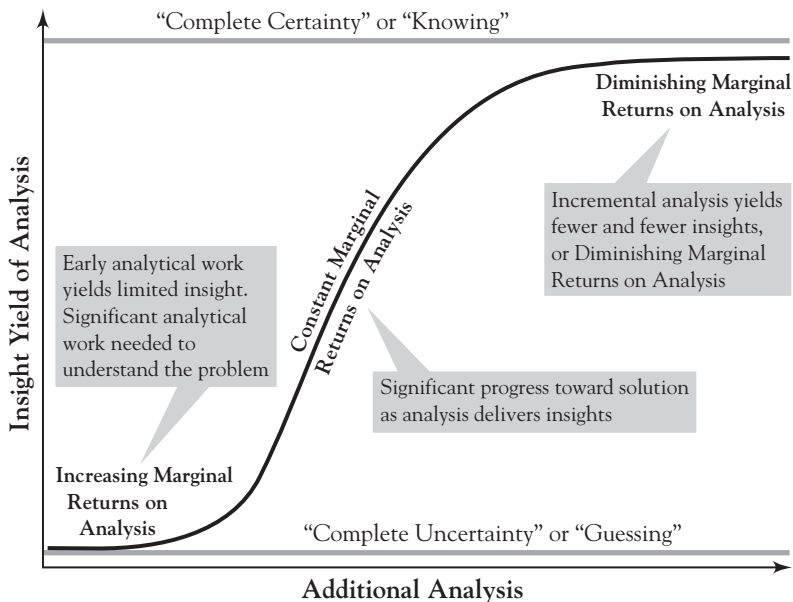 “Complete Certainty” or “Knowing”
Diminishing Marginal
Returns on Analysis
Incremental analysis yields
fewer and fewer insights,
or Diminishing Marginal
Returns on Analysis
Insight Yield of Analysis
Early analytical work
yields limited insight.
Significant analytical
work needed to
understand the problem
Constant Marginal
Returns on Analysis
Significant progress toward solution
as analysis delivers insights
Increasing Marginal
Returns on
Analysis
“Complete Uncertainty” or “Guessing”
Additional Analysis